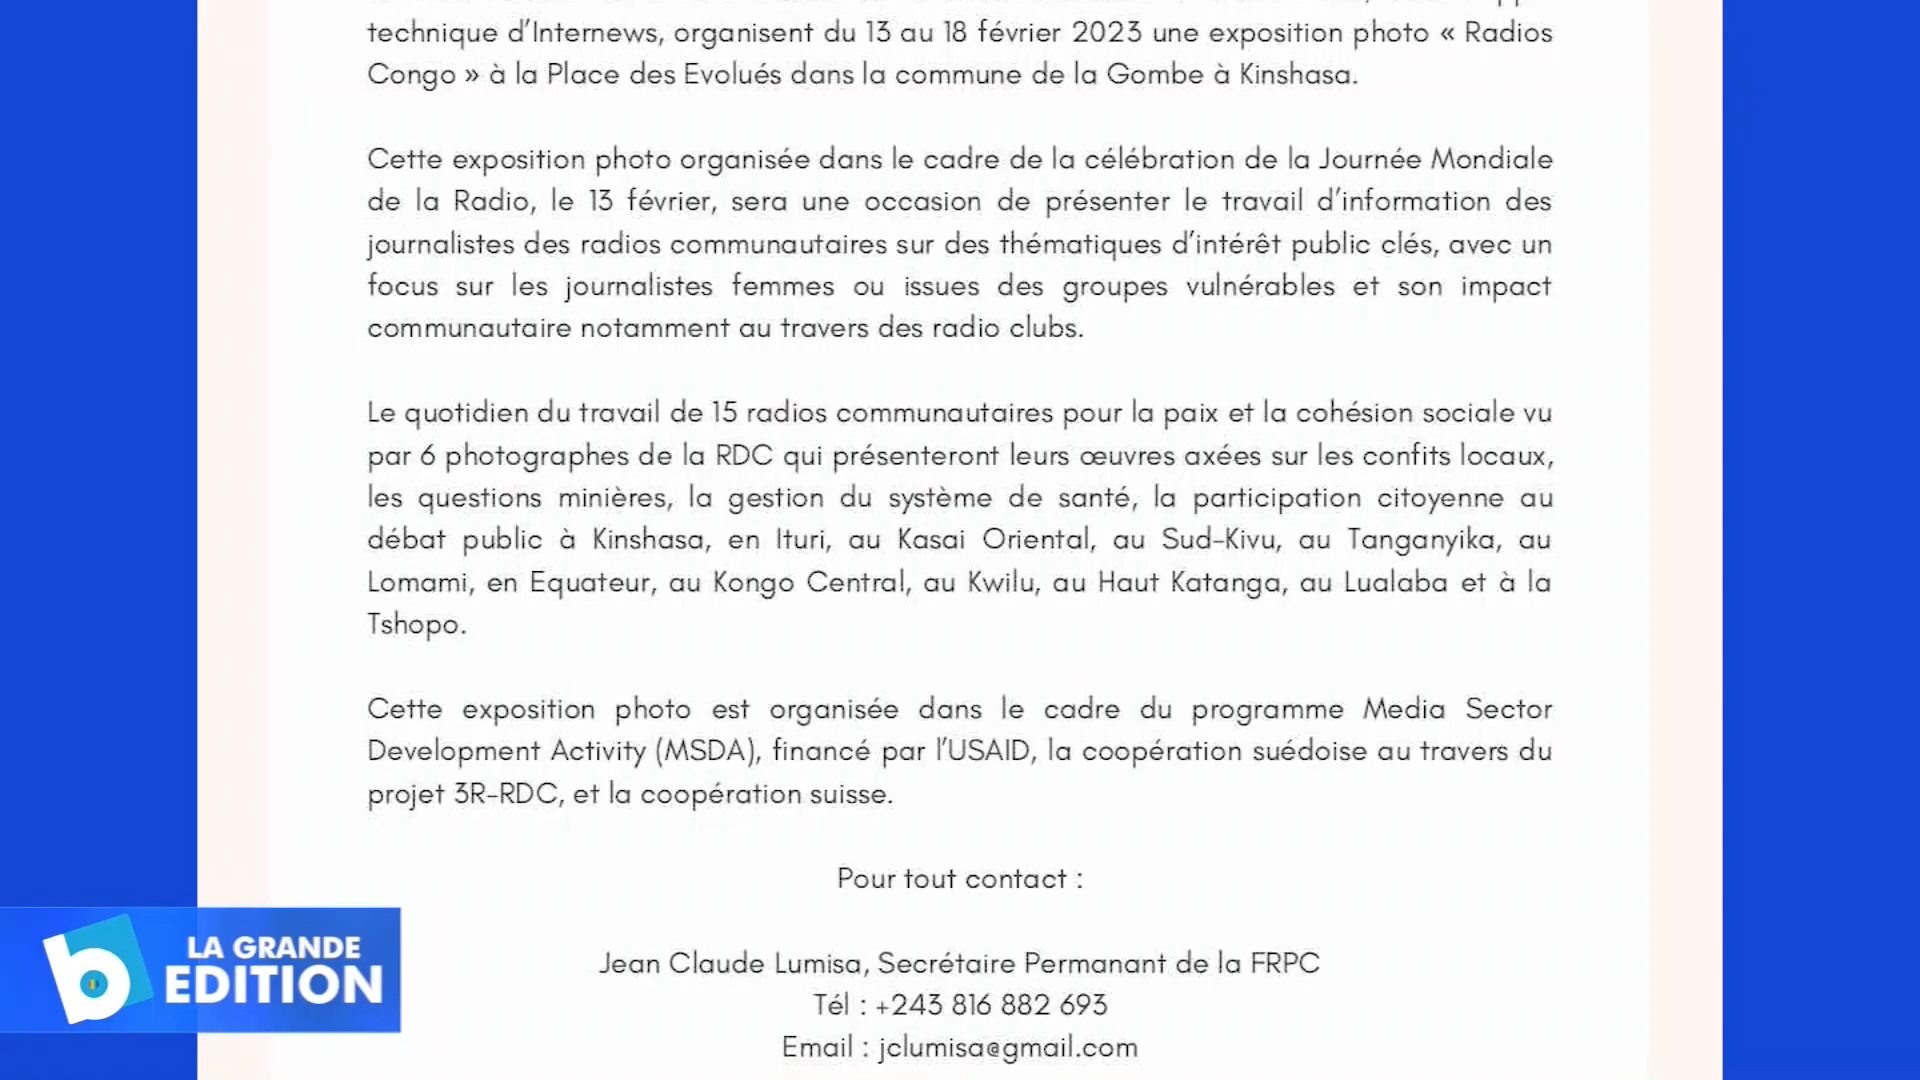 technique d’Internews, organisent du 13 au 18 février 2023 une exposition photo « Radios
Congo » à la Place des Evolués dans la commune de la Gombe à Kinshasa.
Cette exposition photo organisée dans le cadre de la célébration de la Journée Mondiale
de la Radio, le 13 février, sera une occasion de présenter le travail d’information des
journalistes des radios communautaires sur des thématiques d’intérêt public clés, avec un
focus sur les journalistes femmes ou issues des groupes vulnérables et son impact
communautaire notamment au travers des radio clubs.
Le quotidien du travail de 15 radios communautaires pour la paix et la cohésion sociale vu
par 6 photographes de la RDC qui présenteront leurs œuvres axées sur les confits locaux,
les questions minières, la gestion du système de santé, la participation citoyenne au
débat public à Kinshasa, en Ituri, au Kasai Oriental, au Sud-Kivu, au Tanganyika, au
Lomami, en Equateur, au Kongo Central, au Kwilu, au Haut Katanga, au Lualaba et à la
Tshopo.
Cette exposition photo est organisée dans le cadre du programme Media Sector
Development Activity (MSDA), financé par l’USAID, la coopération suédoise au travers du
projet 3R-RDC, et la coopération suisse.
Pour tout contact :
Jean Claude Lumisa, Secrétaire Permanant de la FRPC
Tél : +243 816 882 693
Email : jclumisa@gmail.com
b
LA GRANDE
EDITION